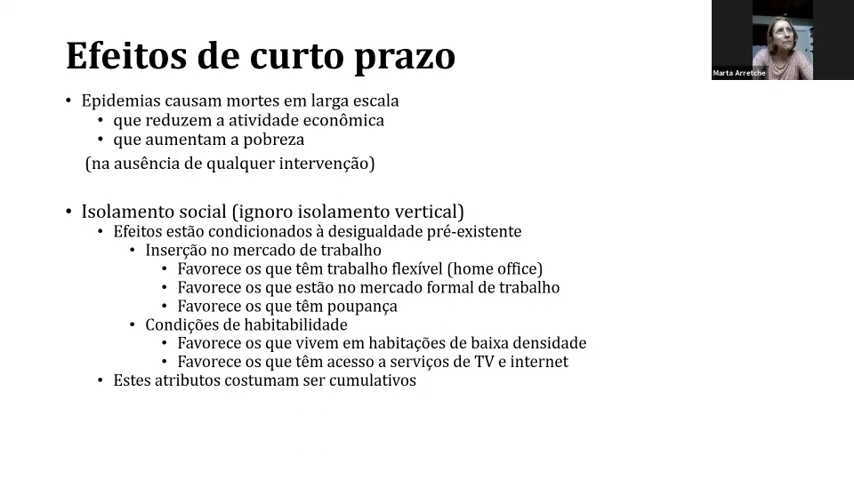 Efeitos de curto prazo
Marta Arretche
• Epidemias causam mortes em larga escala
• que reduzem a atividade econômica
• que aumentam a pobreza
(na ausência de qualquer intervenção)
• Isolamento social (ignoro isolamento vertical)
• Efeitos estão condicionados à desigualdade pré-existente
• Inserção no mercado de trabalho
• Favorece os que têm trabalho flexível (home office)
• Favorece os que estão no mercado formal de trabalho
• Favorece os que têm poupança
• Condições de habitabilidade
• Favorece os que vivem em habitações de baixa densidade
• Favorece os que têm acesso a serviços de TV e internet
• Estes atributos costumam ser cumulativos